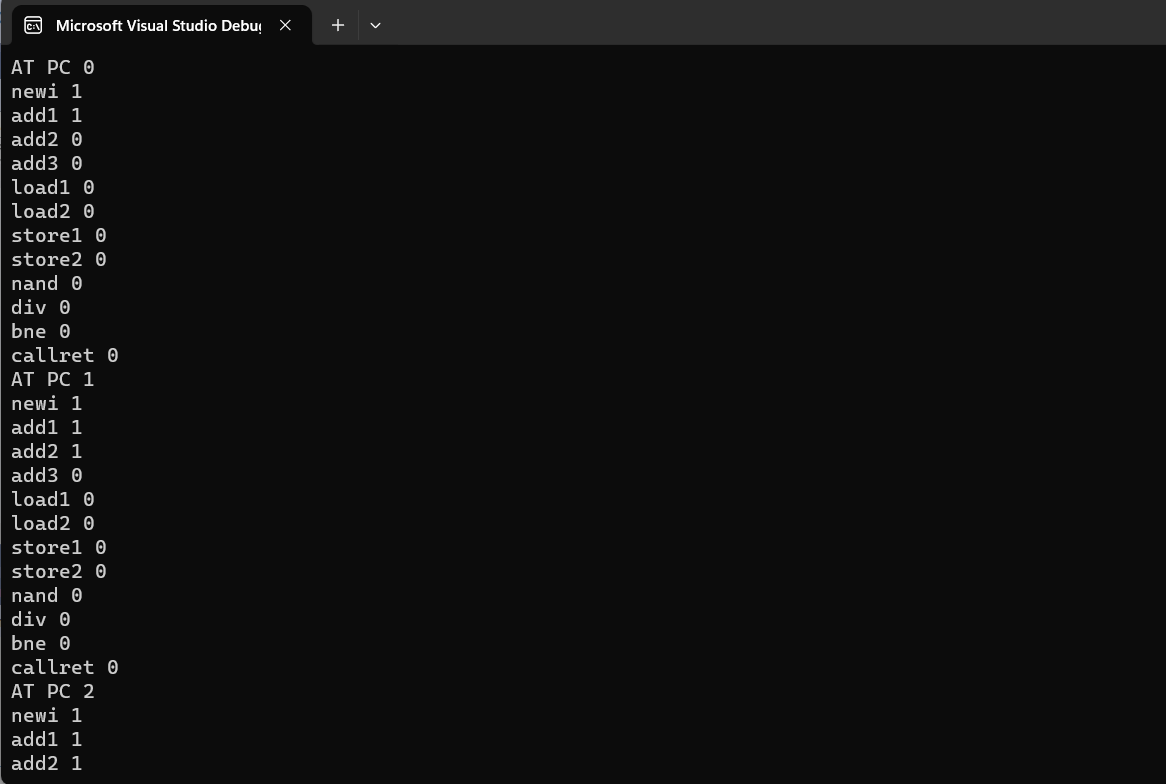 Microsoft Visual Studio Debug
AT PC 0
newi 1
add1 1
add2 0
add3 0
load1 0
load2 0
store1 0
store2 0
nand 0
div 0
bne 0
callret 0
AT PC 1
newi 1
add1 1
add2 1
add3 0
load1 0
load2 0
store1 0
store2 0
nand 0
div 0
bne 0
callret 0
AT PC 2
newi 1
add1 1
add2 1